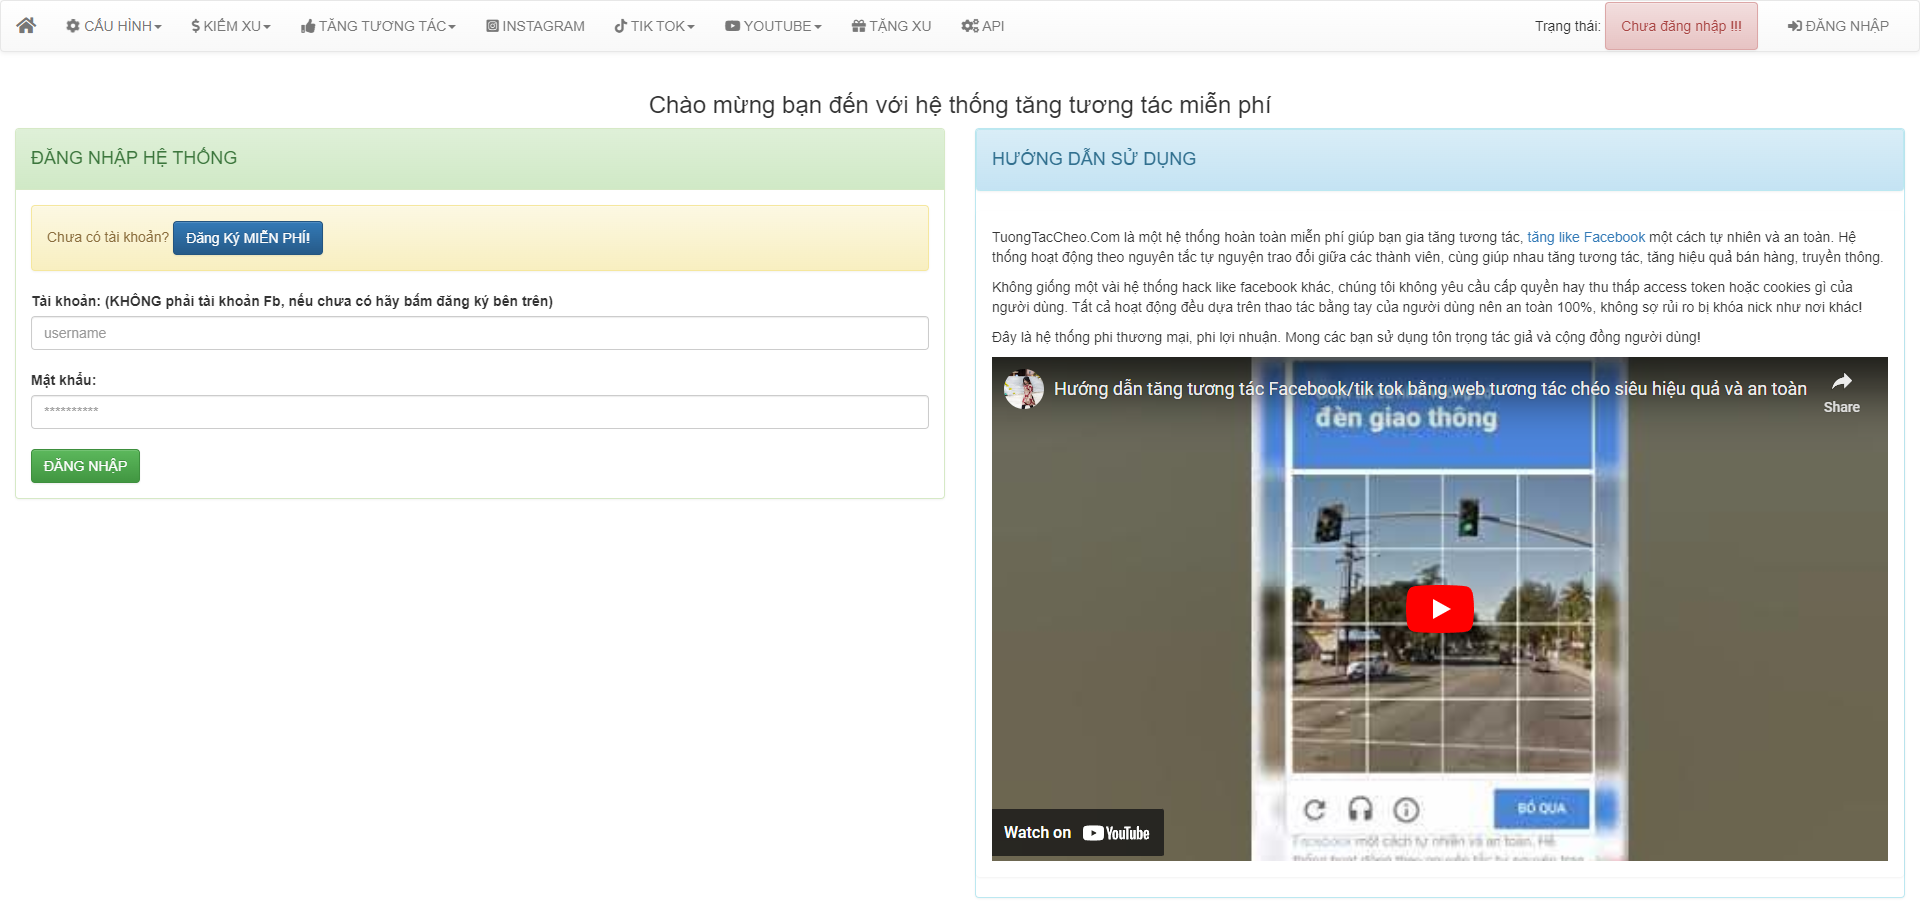 CẤU HÌNH
KIẾM XU
TĂNG TƯƠNG TÁC
INSTAGRAM
TIK TOK
YOUTUBE
TẶNG XU
API
Trạng thái:
Chưa đăng nhập !!!
ĐĂNG NHẬP
Chào mừng bạn đến với hệ thống tăng tương tác miễn phí
ĐĂNG NHẬP HỆ THỐNG
Chưa có tài khoản? Đăng Ký MIỄN PHÍ!
Tài khoản: (KHÔNG phải tài khoản Fb, nếu chưa có hãy bấm đăng ký bên trên)
username
Mật khẩu:
**********
ĐĂNG NHẬP
HƯỚNG DẪN SỬ DỤNG
TuongTacCheo.Com là một hệ thống hoàn toàn miễn phí giúp bạn gia tăng tương tác, tăng like Facebook một cách tự nhiên và an toàn. Hệ
thống hoạt động theo nguyên tắc tự nguyện trao đổi giữa các thành viên, cùng giúp nhau tăng tương tác, tăng hiệu quả bán hàng, truyền thông.
Không giống một vài hệ thống hack like facebook khác, chúng tôi không yêu cầu cấp quyền hay thu thấp access token hoặc cookies gì của
người dùng. Tất cả hoạt động đều dựa trên thao tác bằng tay của người dùng nên an toàn 100%, không sợ rủi ro bị khóa nick như nơi khác!
Đây là hệ thống phi thương mại, phi lợi nhuận. Mong các bạn sử dụng tôn trọng tác giả và cộng đồng người dùng!
Hướng dẫn tăng tương tác Facebook/tik tok bằng web tương tác chéo siêu hiệu quả và an toàn
Share
đèn giao thông
BỎ QUA
Facebook một cách tự nhiên và an toàn. Hệ
Watch on YouTube